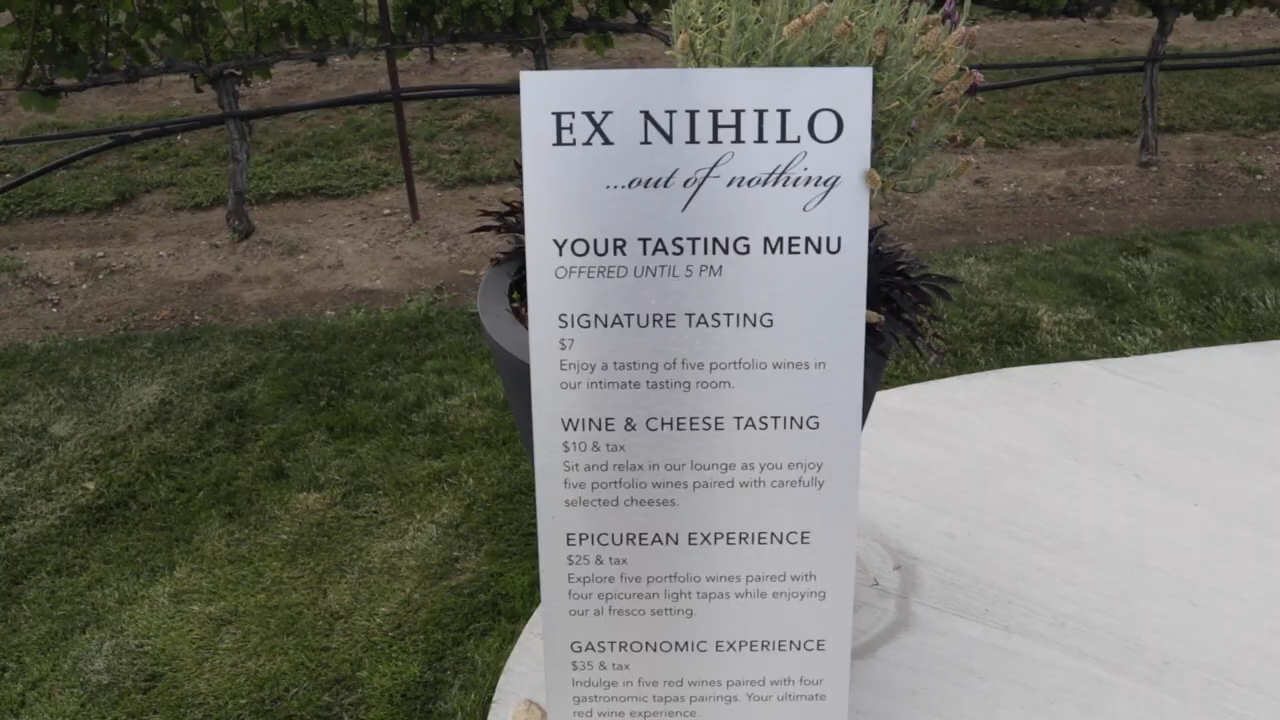 EX NIHILO
...out of nothing
YOUR TASTING MENU
OFFERED UNTIL 5 PM
SIGNATURE TASTING
$7
Enjoy a tasting of five portfolio wines in
our intimate tasting room.
WINE & CHEESE TASTING
$10 & tax
Sit and relax in our lounge as you enjoy
five portfolio wines paired with carefully
selected cheeses.
EPICUREAN EXPERIENCE
$25 & tax
Explore five portfolio wines paired with
four epicurean light tapas while enjoying
our al fresco setting.
GASTRONOMIC EXPERIENCE
$35 & tax
Indulge in five red wines paired with four
gastronomic tapas pairings. Your ultimate
red wine experience.